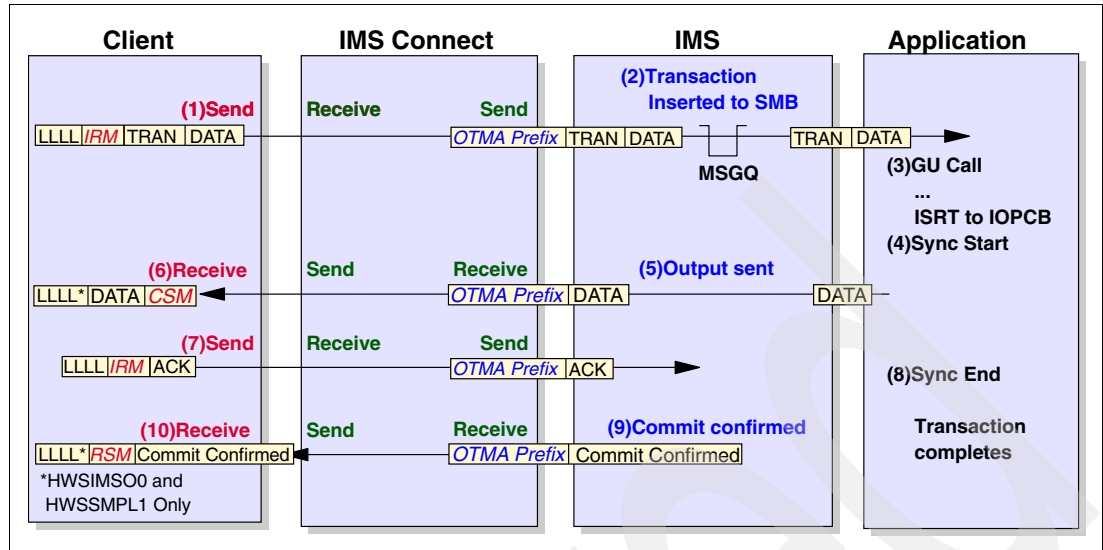 Client IMS Connect IMS Application
(2)Transaction
Inserted to SMB
(1)Send Receive Send
LLLL IRM TRAN DATA OTMA Prefix TRAN DATA TRAN DATA
MSGQ
(3)GU Call
...
ISRT to IOPCB
(4)Sync Start
(6)Receive Send Receive (5)Output sent
LLLL* DATA CSM OTMA Prefix DATA DATA
(7)Send Receive Send
LLLL IRM ACK OTMA Prefix ACK
(8)Sync End
(10)Receive Send Receive (9)Commit confirmed
Transaction
completes
LLLL* RSM Commit Confirmed OTMA Prefix Commit Confirmed
*HWSIMSO0 and
HWSSMPL1 Only